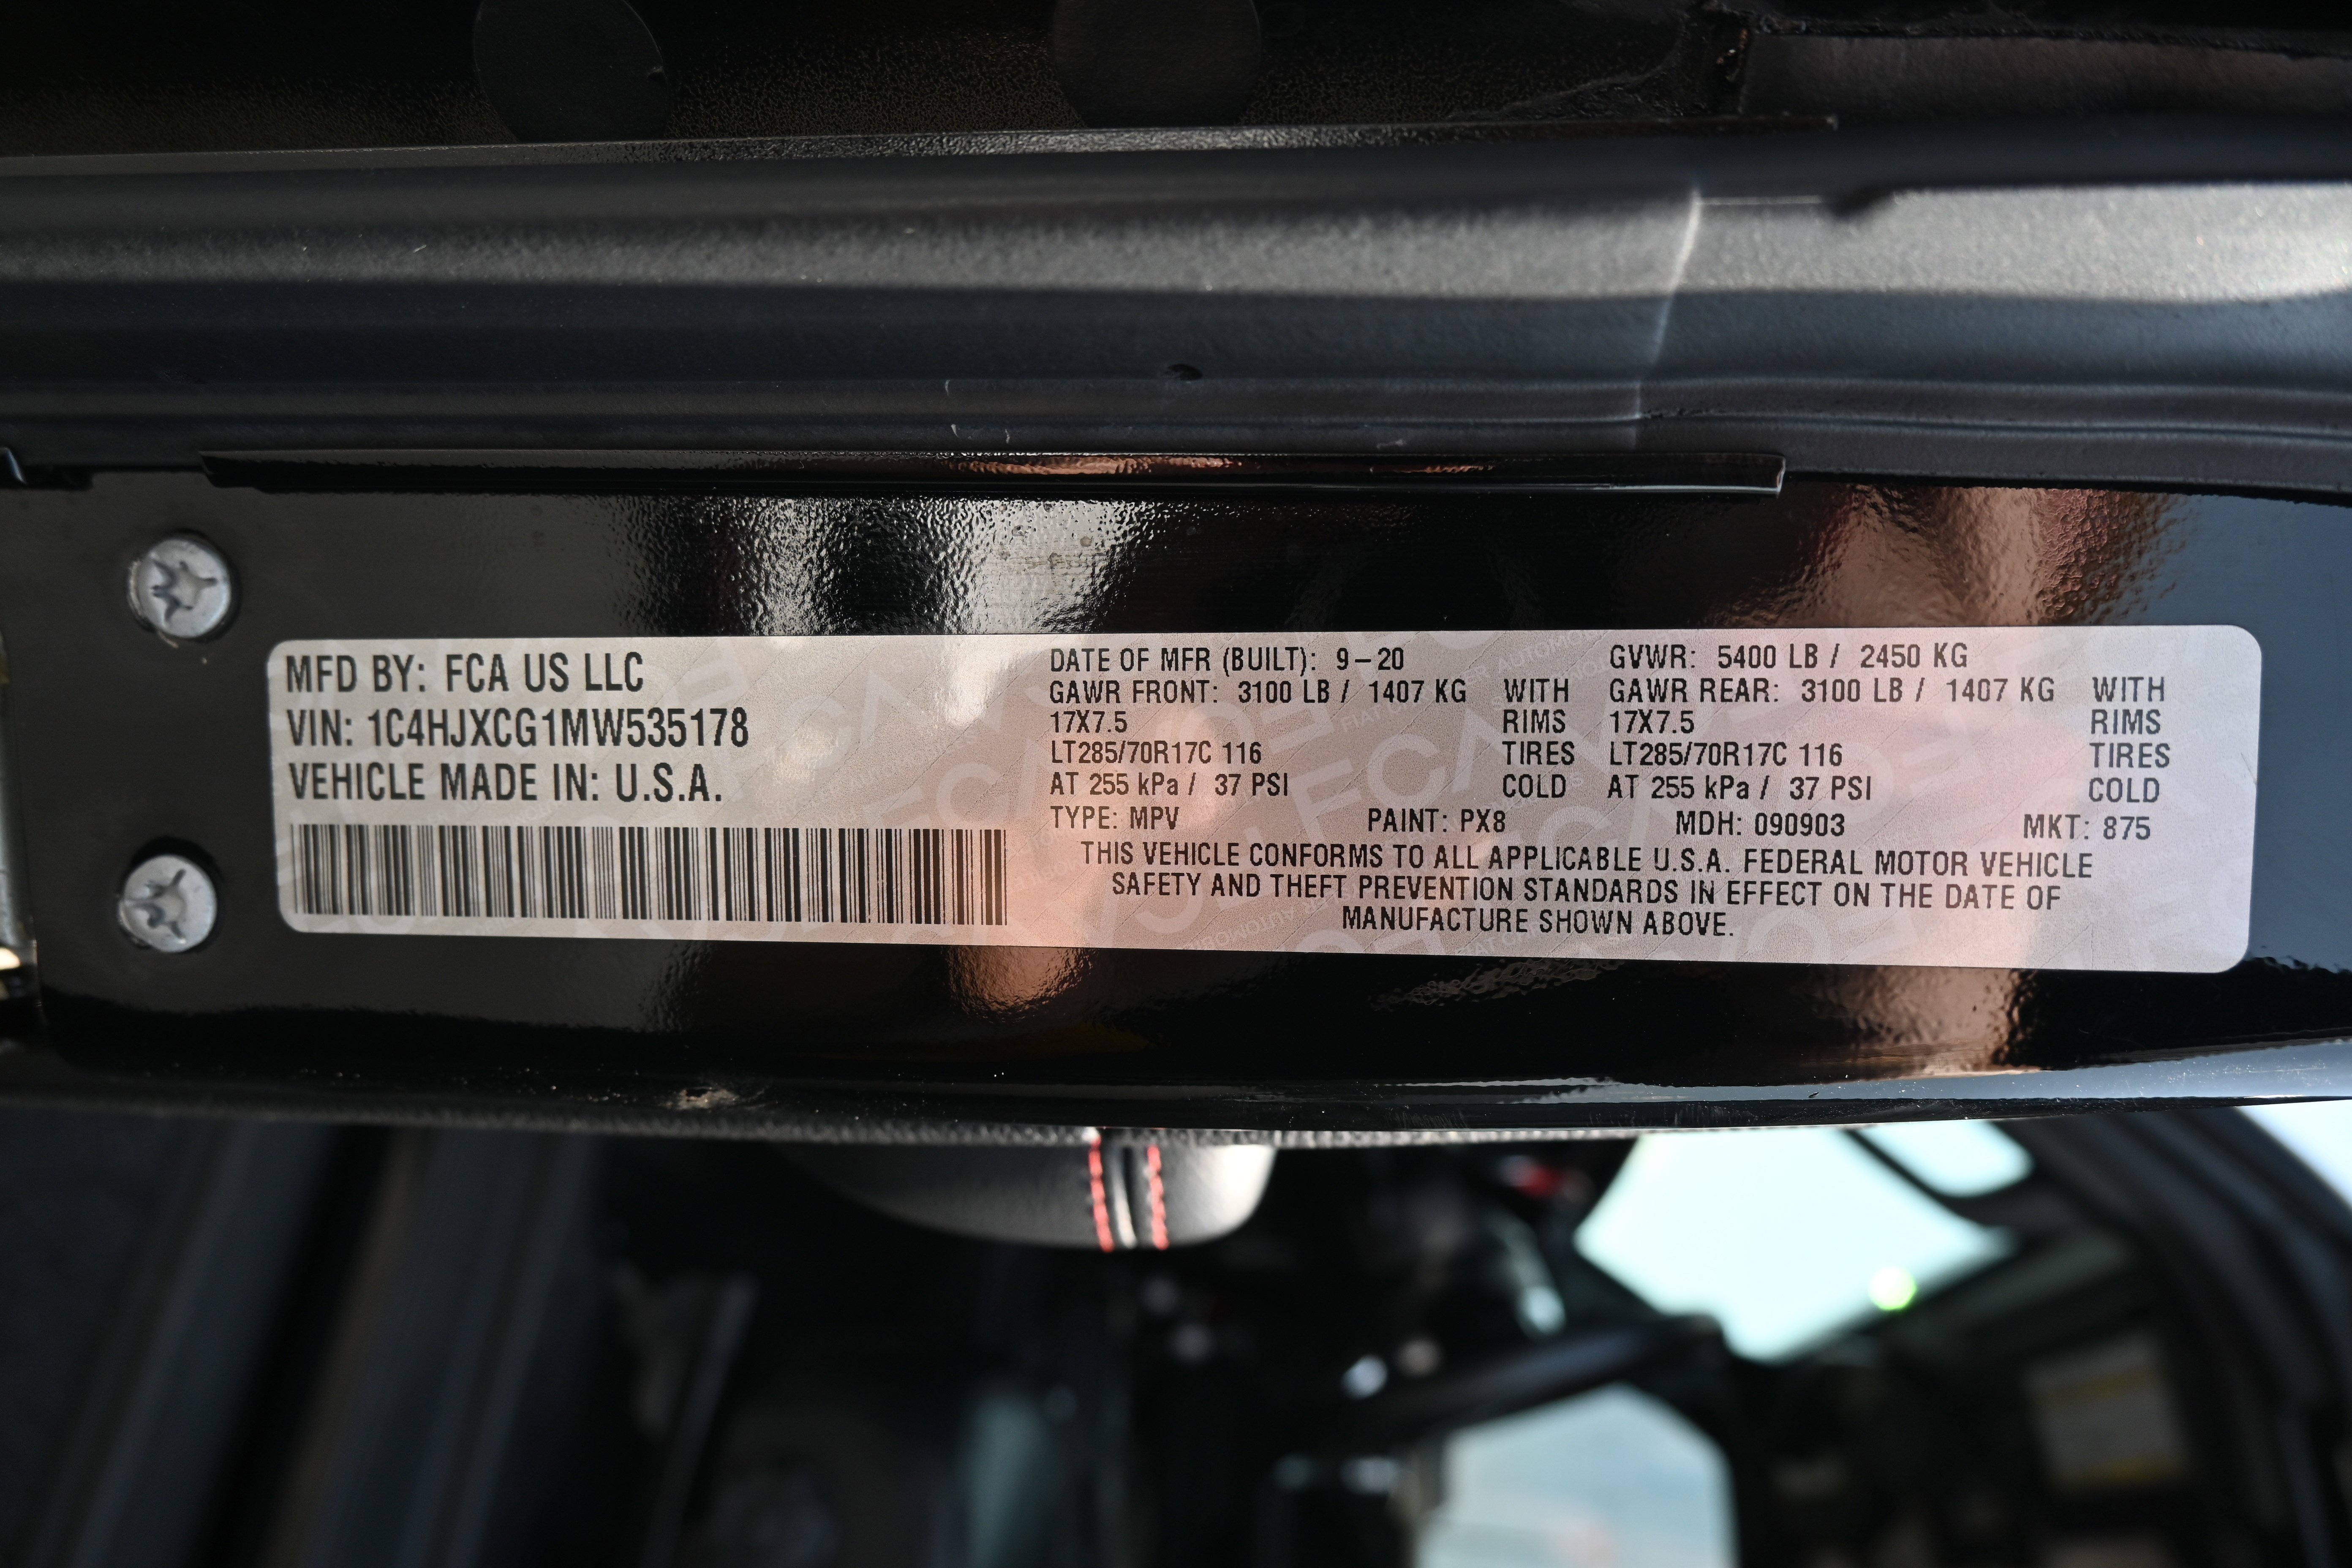 MFD BY: FCA US LLC
VIN: 1C4HJXCG1MW535178
VEHICLE MADE IN: U.S.A.
DATE OF MFR (BUILT): 9-20 GVWR: 5400 LB / 2450 KG
GAWR FRONT: 3100 LB / 1407 KG WITH GAWR REAR: 3100 LB / 1407 KG WITH
17X7.5 RIMS 17X7.5 RIMS
LT285/70R17C 116 TIRES LT285/70R17C 116 TIRES
AT 255 kPa / 37 PSI COLD AT 255 kPa / 37 PSI COLD
TYPE: MPV PAINT: PX8 MDH: 090903 MKT: 875
THIS VEHICLE CONFORMS TO ALL APPLICABLE U.S.A. FEDERAL MOTOR VEHICLE
SAFETY AND THEFT PREVENTION STANDARDS IN EFFECT ON THE DATE OF
MANUFACTURE SHOWN ABOVE.